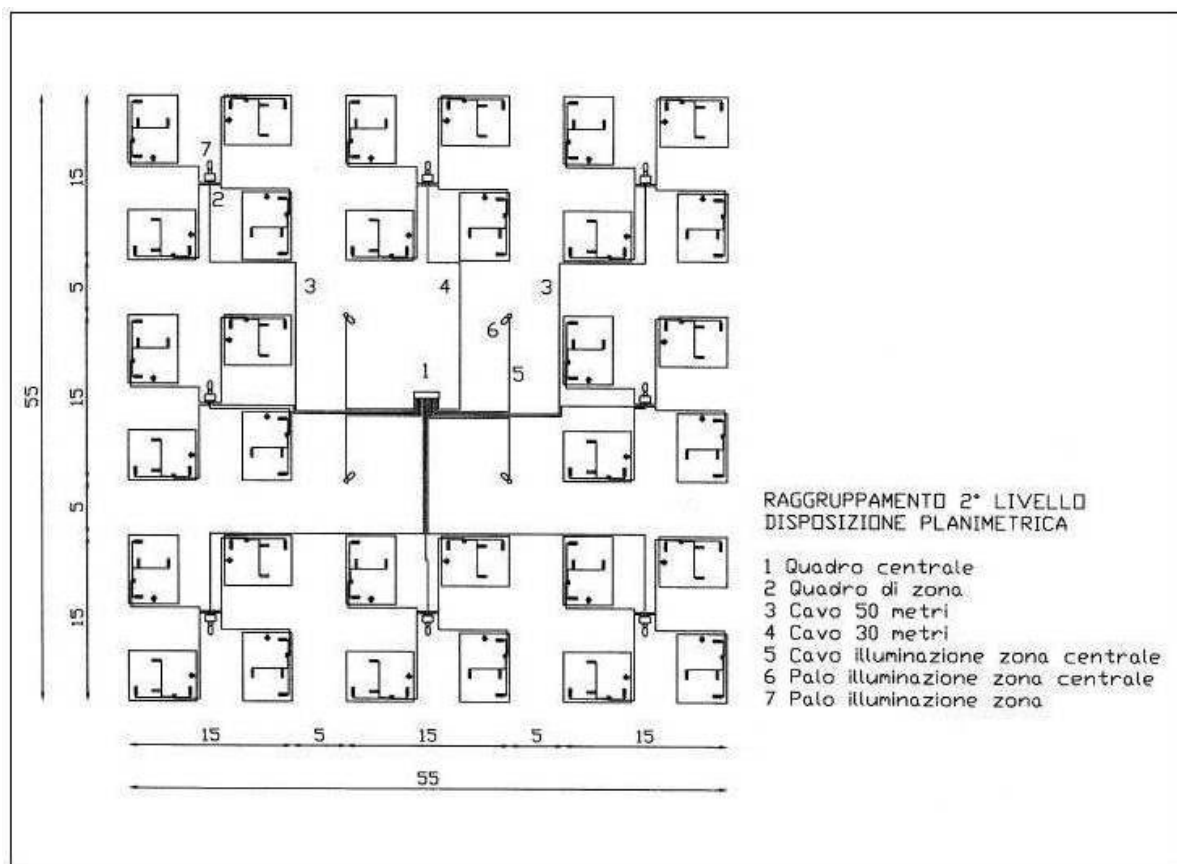 7
15
2
5
3
4
3
6
1
5
15
55
5
15
15
5
15
5
15
55
RAGGRUPPAMENTO 2° LIVELLO
DISPOSIZIONE PLANIMETRICA
1 Quadro centrale
2 Quadro di zona
3 Cavo 50 metri
4 Cavo 30 metri
5 Cavo illuminazione zona centrale
6 Palo illuminazione zona centrale
7 Palo illuminazione zona